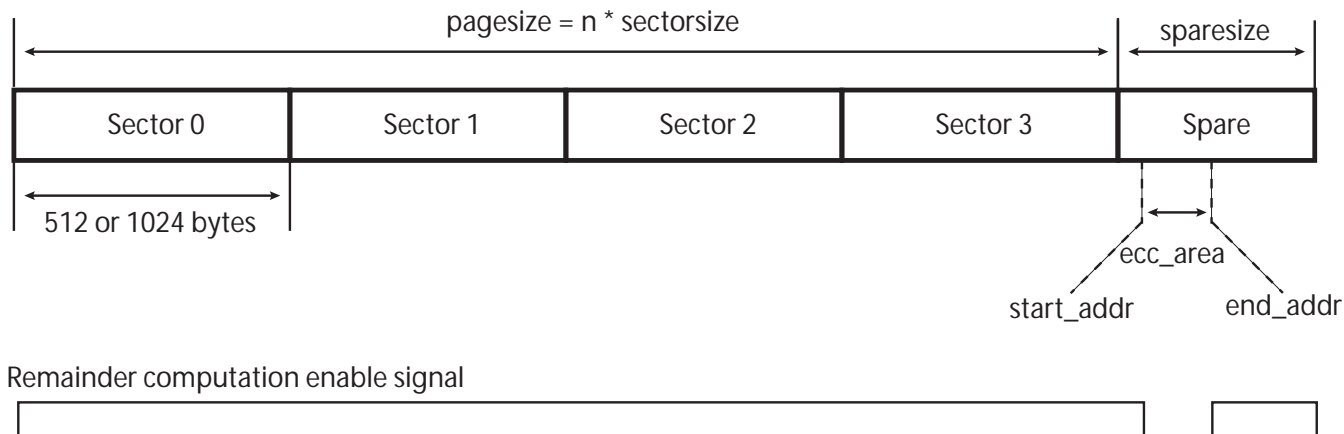 pagesize = n * sectorsize
sparesize
Sector 0
Sector 1
Sector 2
Sector 3
Spare
512 or 1024 bytes
ecc_area
start_addr
end_addr
Remainder computation enable signal